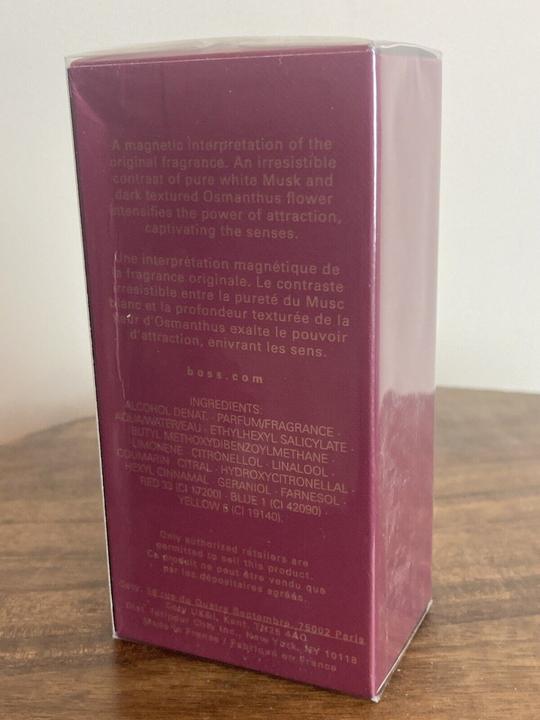 A magnetic interpretation of the
original fragrance. An irresistible
contrast of pure white Musk and
dark textured Osmanthus flower
intensifies the power of attraction,
captivating the senses.
Une interprétation magnétique de
la fragrance originale. Le contraste
irresistible entre la pureté du Musc
blanc et la profondeur texturée de la
fleur d'Osmanthus exalte le pouvoir
d'attraction, enivrant les sens.
boss.com
INGREDIENTS:
ALCOHOL DENAT. · PARFUM/FRAGRANCE ·
AQUA/WATER/EAU · ETHYLHEXYL SALICYLATE ·
BUTYL METHOXYDIBENZOYLMETHANE ·
LIMONENE · CITRONELLOL · LINALOOL ·
COUMARIN · CITRAL · HYDROXYCITRONELLAL ·
HEXYL CINNAMAL · GERANIOL · FARNESOL ·
RED 33 (CI 17200) · BLUE 1 (CI 42090) ·
YELLOW 5 (CI 19140).
Only authorized retailers are
permitted to sell this product.
Ce produit ne peut être vendu que
par les dépositaires agréés.
Coty, rue du Quatre Septembre, 75002 Paris
Coty UK&I, Kent, TN25 4AQ
Dist. Coty Inc., New York, NY 10118
Made in France / Fabriqué en France